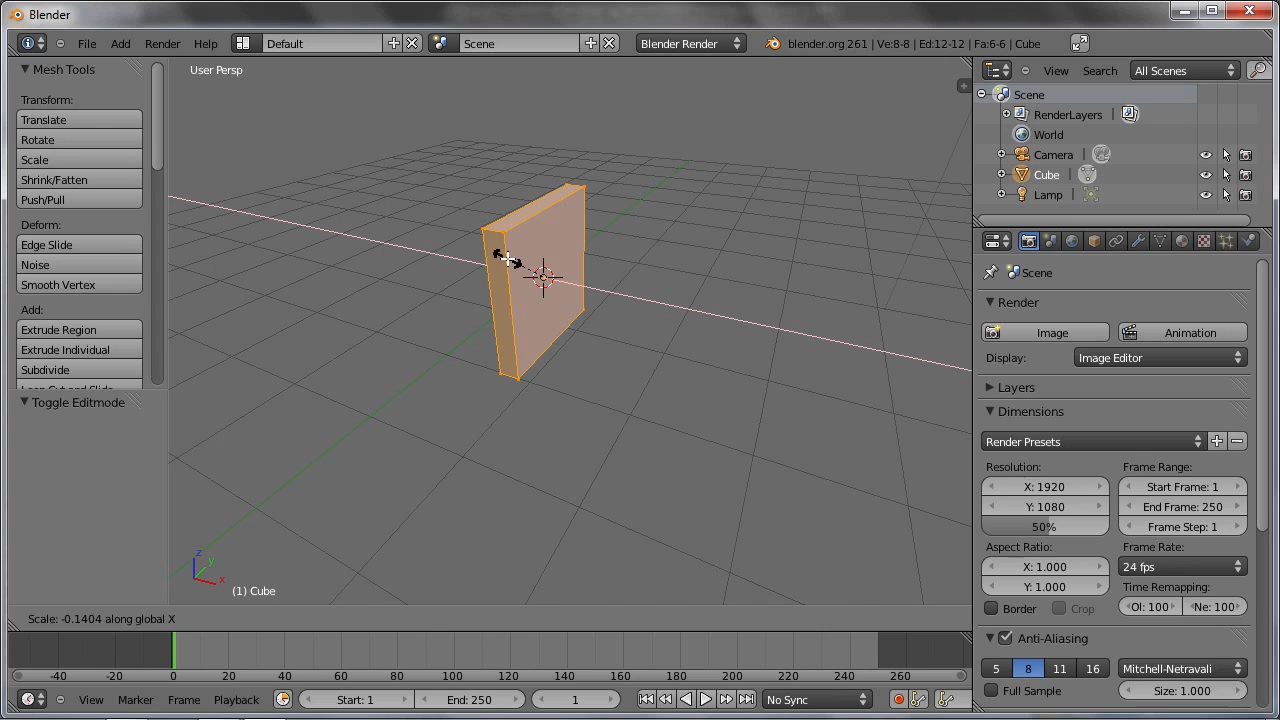 Blender
File Add Render Help Default Scene Blender Render blender.org 261 | Ve:8-8 | Ed:12-12 | Fa:6-6 | Cube
Mesh Tools
Transform:
Translate
Rotate
Scale
Shrink/Fatten
Push/Pull
Deform:
Edge Slide
Noise
Smooth Vertex
Add:
Extrude Region
Extrude Individual
Subdivide
Loop Cut and Slide
Toggle Editmode
User Persp
z
y
x
(1) Cube
Scale: -0.1404 along global X
View Search All Scenes
Scene
RenderLayers |
World
Camera |
Cube |
Lamp |
Scene
Render
Image Animation
Display: Image Editor
Layers
Dimensions
Render Presets
Resolution: Frame Range:
X: 1920 Start Frame: 1
Y: 1080 End Frame: 250
50% Frame Step: 1
Aspect Ratio: Frame Rate:
X: 1.000 24 fps
Y: 1.000 Time Remapping:
Border Crop Ol: 100 Ne: 100
Anti-Aliasing
5 8 11 16 Mitchell-Netravali
Full Sample Size: 1.000
-40 -20 0 20 40 60 80 100 120 140 160 180 200 220 240 260
View Marker Frame Playback Start: 1 End: 250 1 No Sync